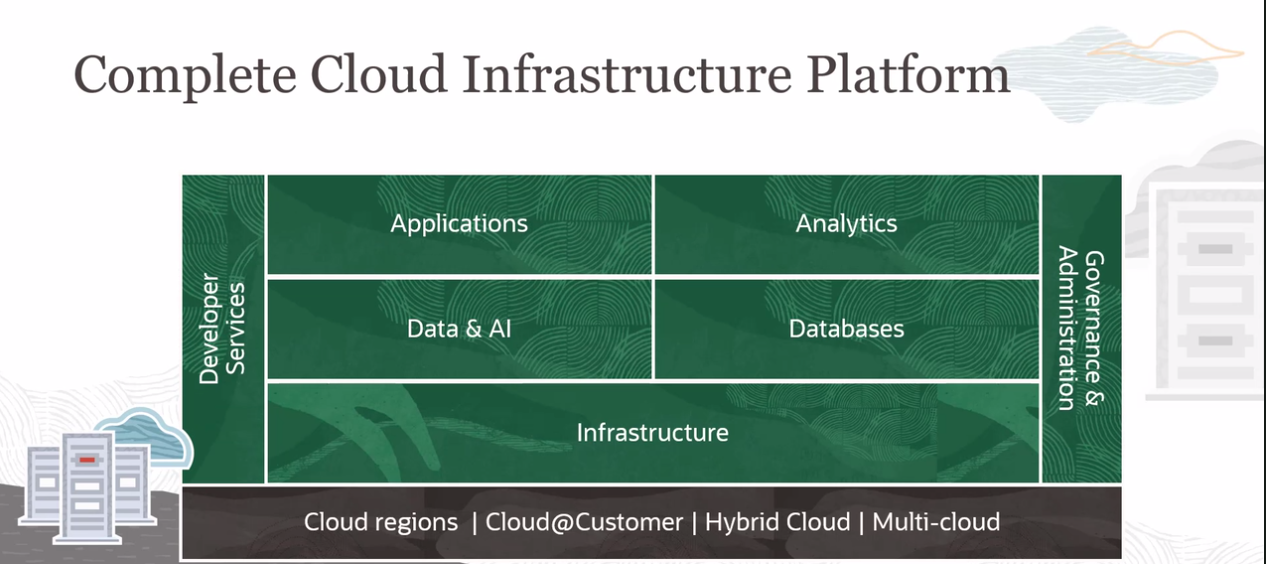 Complete Cloud Infrastructure Platform
Developer
Services
Applications
Analytics
Data & AI
Databases
Infrastructure
Governance &
Administration
Cloud regions | Cloud@Customer | Hybrid Cloud | Multi-cloud